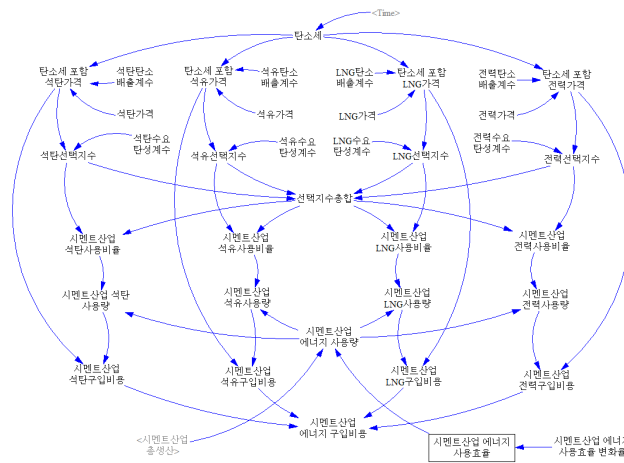 <Time>
탄소세
탄소세 포함
석탄가격
석탄탄소
배출계수
탄소세 포함
석유가격
석유탄소
배출계수
LNG탄소
배출계수
탄소세 포함
LNG가격
전력탄소
배출계수
탄소세 포함
전력가격
석탄가격
석유가격
LNG가격
전력가격
석탄선택지수
석탄수요
탄성계수
석유선택지수
석유수요
탄성계수
LNG수요
탄성계수
LNG선택지수
전력수요
탄성계수
전력선택지수
선택지수총합
시멘트산업
석탄사용비율
시멘트산업
석유사용비율
시멘트산업
LNG사용비율
시멘트산업
전력사용비율
시멘트산업 석탄
사용량
시멘트산업
석유사용량
시멘트산업
LNG사용량
시멘트산업
전력사용량
시멘트산업
에너지 사용량
시멘트산업
석탄구입비용
시멘트산업
석유구입비용
시멘트산업
LNG구입비용
시멘트산업
전력구입비용
시멘트산업
에너지 구입비용
<시멘트산업
총생산>
시멘트산업 에너지
사용효율
시멘트산업 에너지
사용효율 변화율